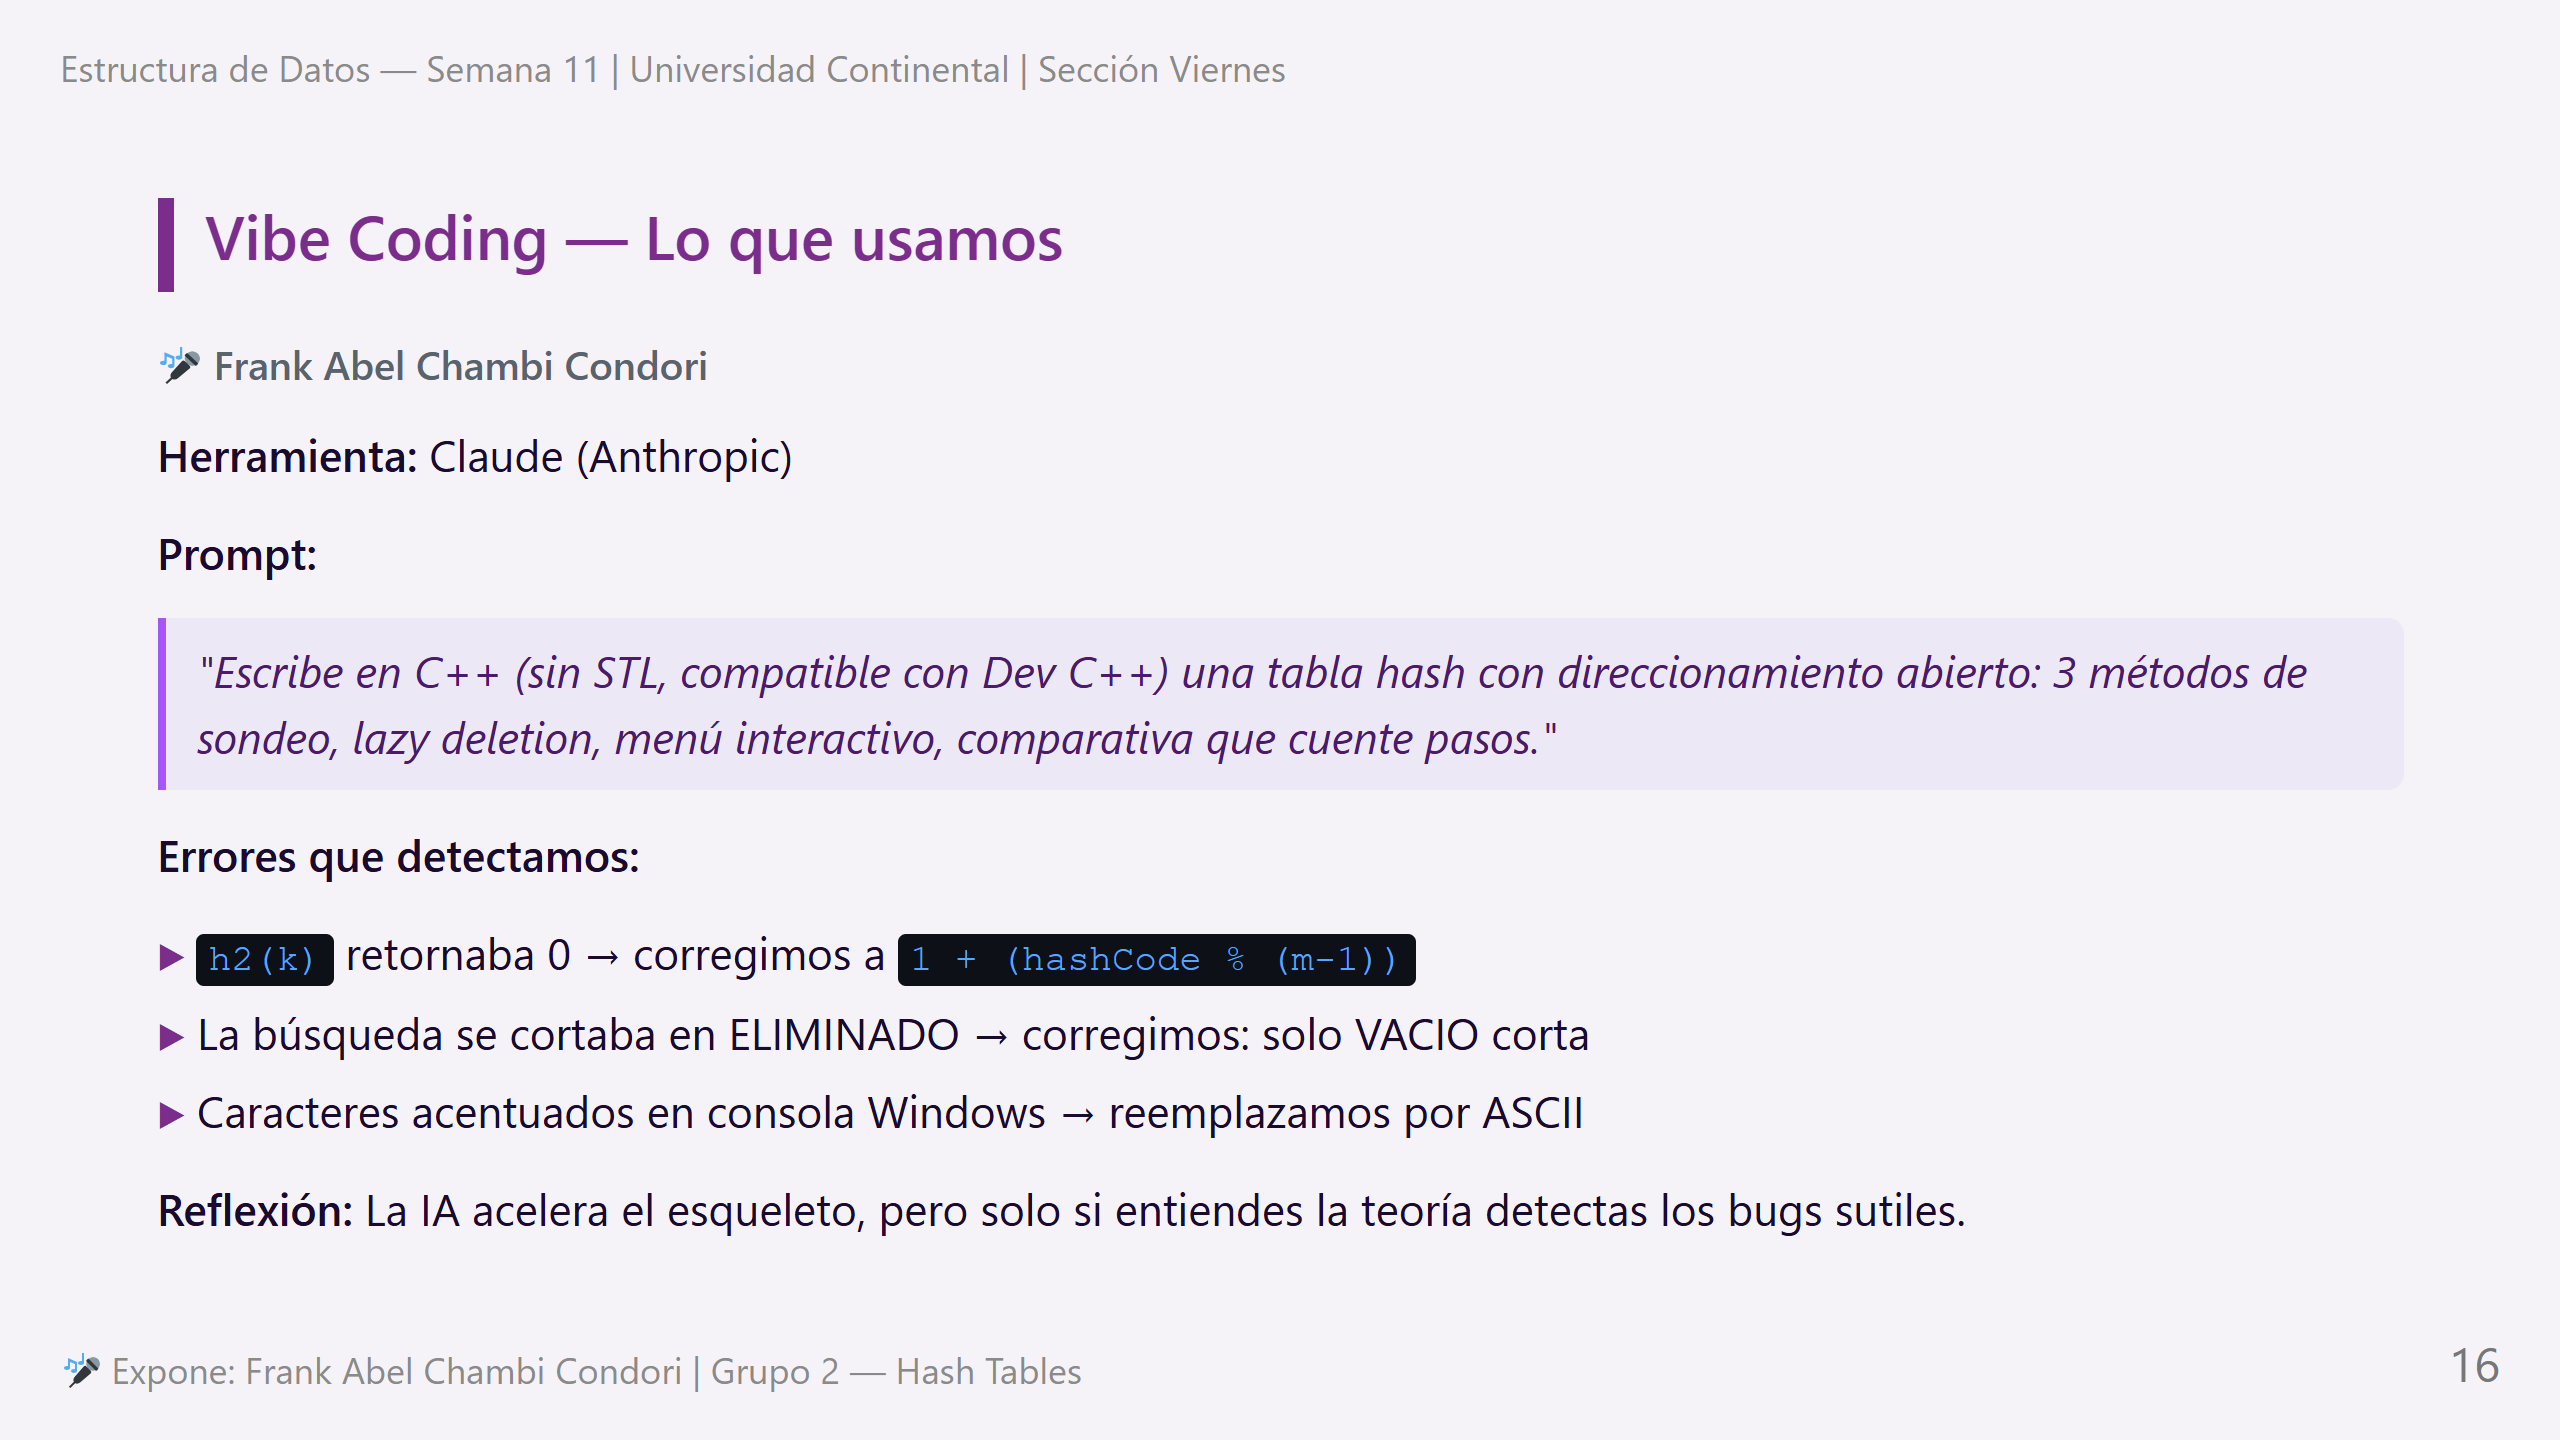 Estructura de Datos — Semana 11 | Universidad Continental | Sección Viernes
Vibe Coding — Lo que usamos
Frank Abel Chambi Condori
Herramienta: Claude (Anthropic)
Prompt:
"Escribe en C++ (sin STL, compatible con Dev C++) una tabla hash con direccionamiento abierto: 3 métodos de
sondeo, lazy deletion, menú interactivo, comparativa que cuente pasos."
Errores que detectamos:
▶ h2(k) retornaba 0 → corregimos a 1 + (hashCode % (m-1))
▶ La búsqueda se cortaba en ELIMINADO → corregimos: solo VACIO corta
▶ Caracteres acentuados en consola Windows → reemplazamos por ASCII
Reflexión: La IA acelera el esqueleto, pero solo si entiendes la teoría detectas los bugs sutiles.
Expone: Frank Abel Chambi Condori | Grupo 2 — Hash Tables
16